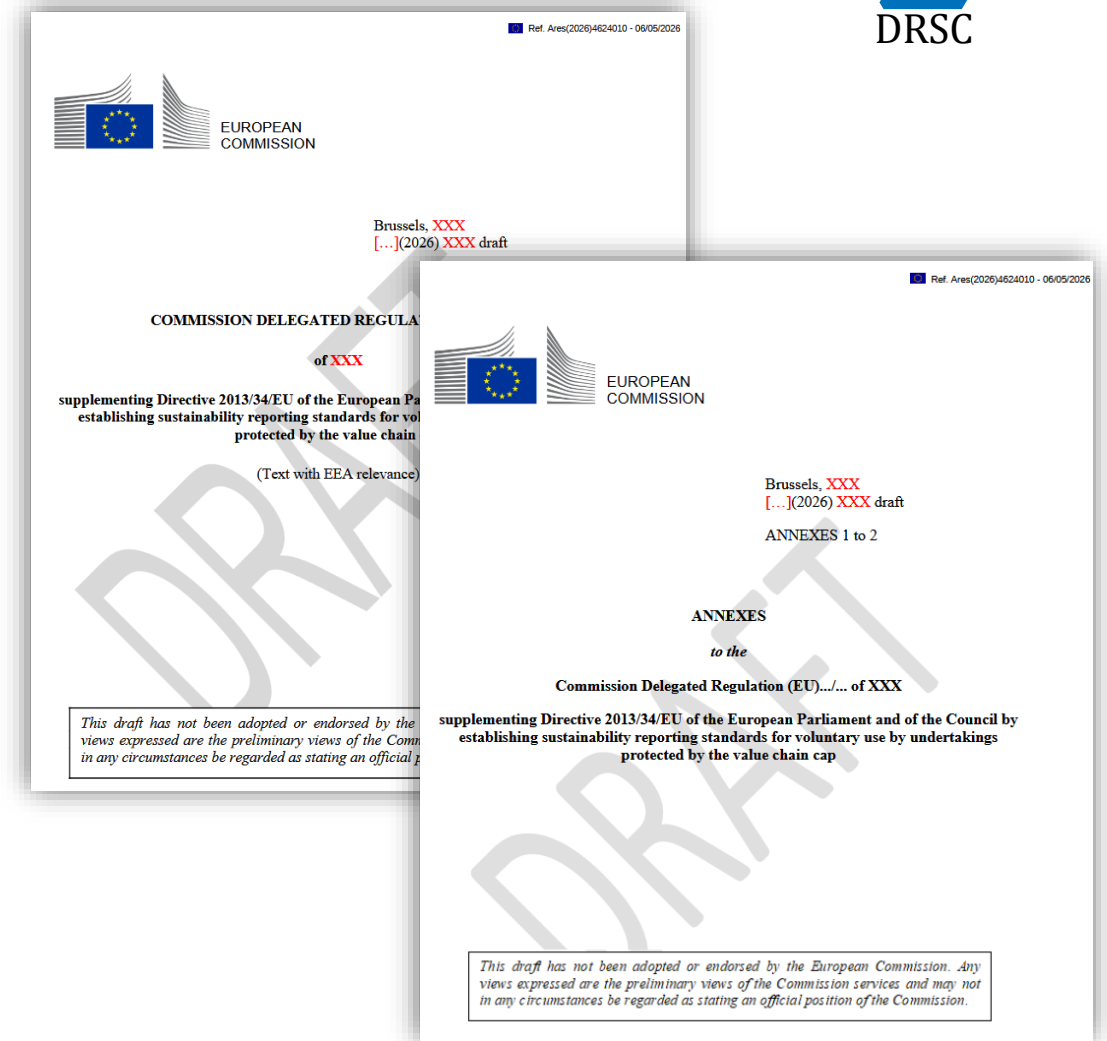 DRSC
Ref. Ares(2026)4624010 - 06/05/2026
EUROPEAN
COMMISSION
Brussels, XXX
[…](2026) XXX draft
COMMISSION DELEGATED
of XXX
supplementing Directive 2013/34/EU of the European
establishing sustainability reporting standards for
protected by the value chain
(Text with EEA relevance)
This draft has not been adopted or endorsed by the
views expressed are the preliminary views of the
in any circumstances be regarded as stating an official
DRAFT
Ref. Ares(2026)4624010 - 06/05/2026
EUROPEAN
COMMISSION
Brussels, XXX
[…](2026) XXX draft
ANNEXES 1 to 2
ANNEXES
to the
Commission Delegated Regulation (EU).../... of XXX
supplementing Directive 2013/34/EU of the European Parliament and of the Council by
establishing sustainability reporting standards for voluntary use by undertakings
protected by the value chain cap
This draft has not been adopted or endorsed by the European Commission. Any
views expressed are the preliminary views of the Commission services and may not
in any circumstances be regarded as stating an official position of the Commission.
DRAFT